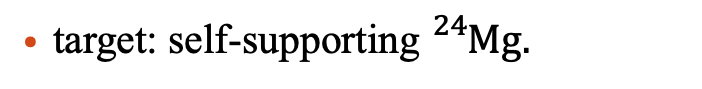 • target: self-supporting ²⁴Mg.